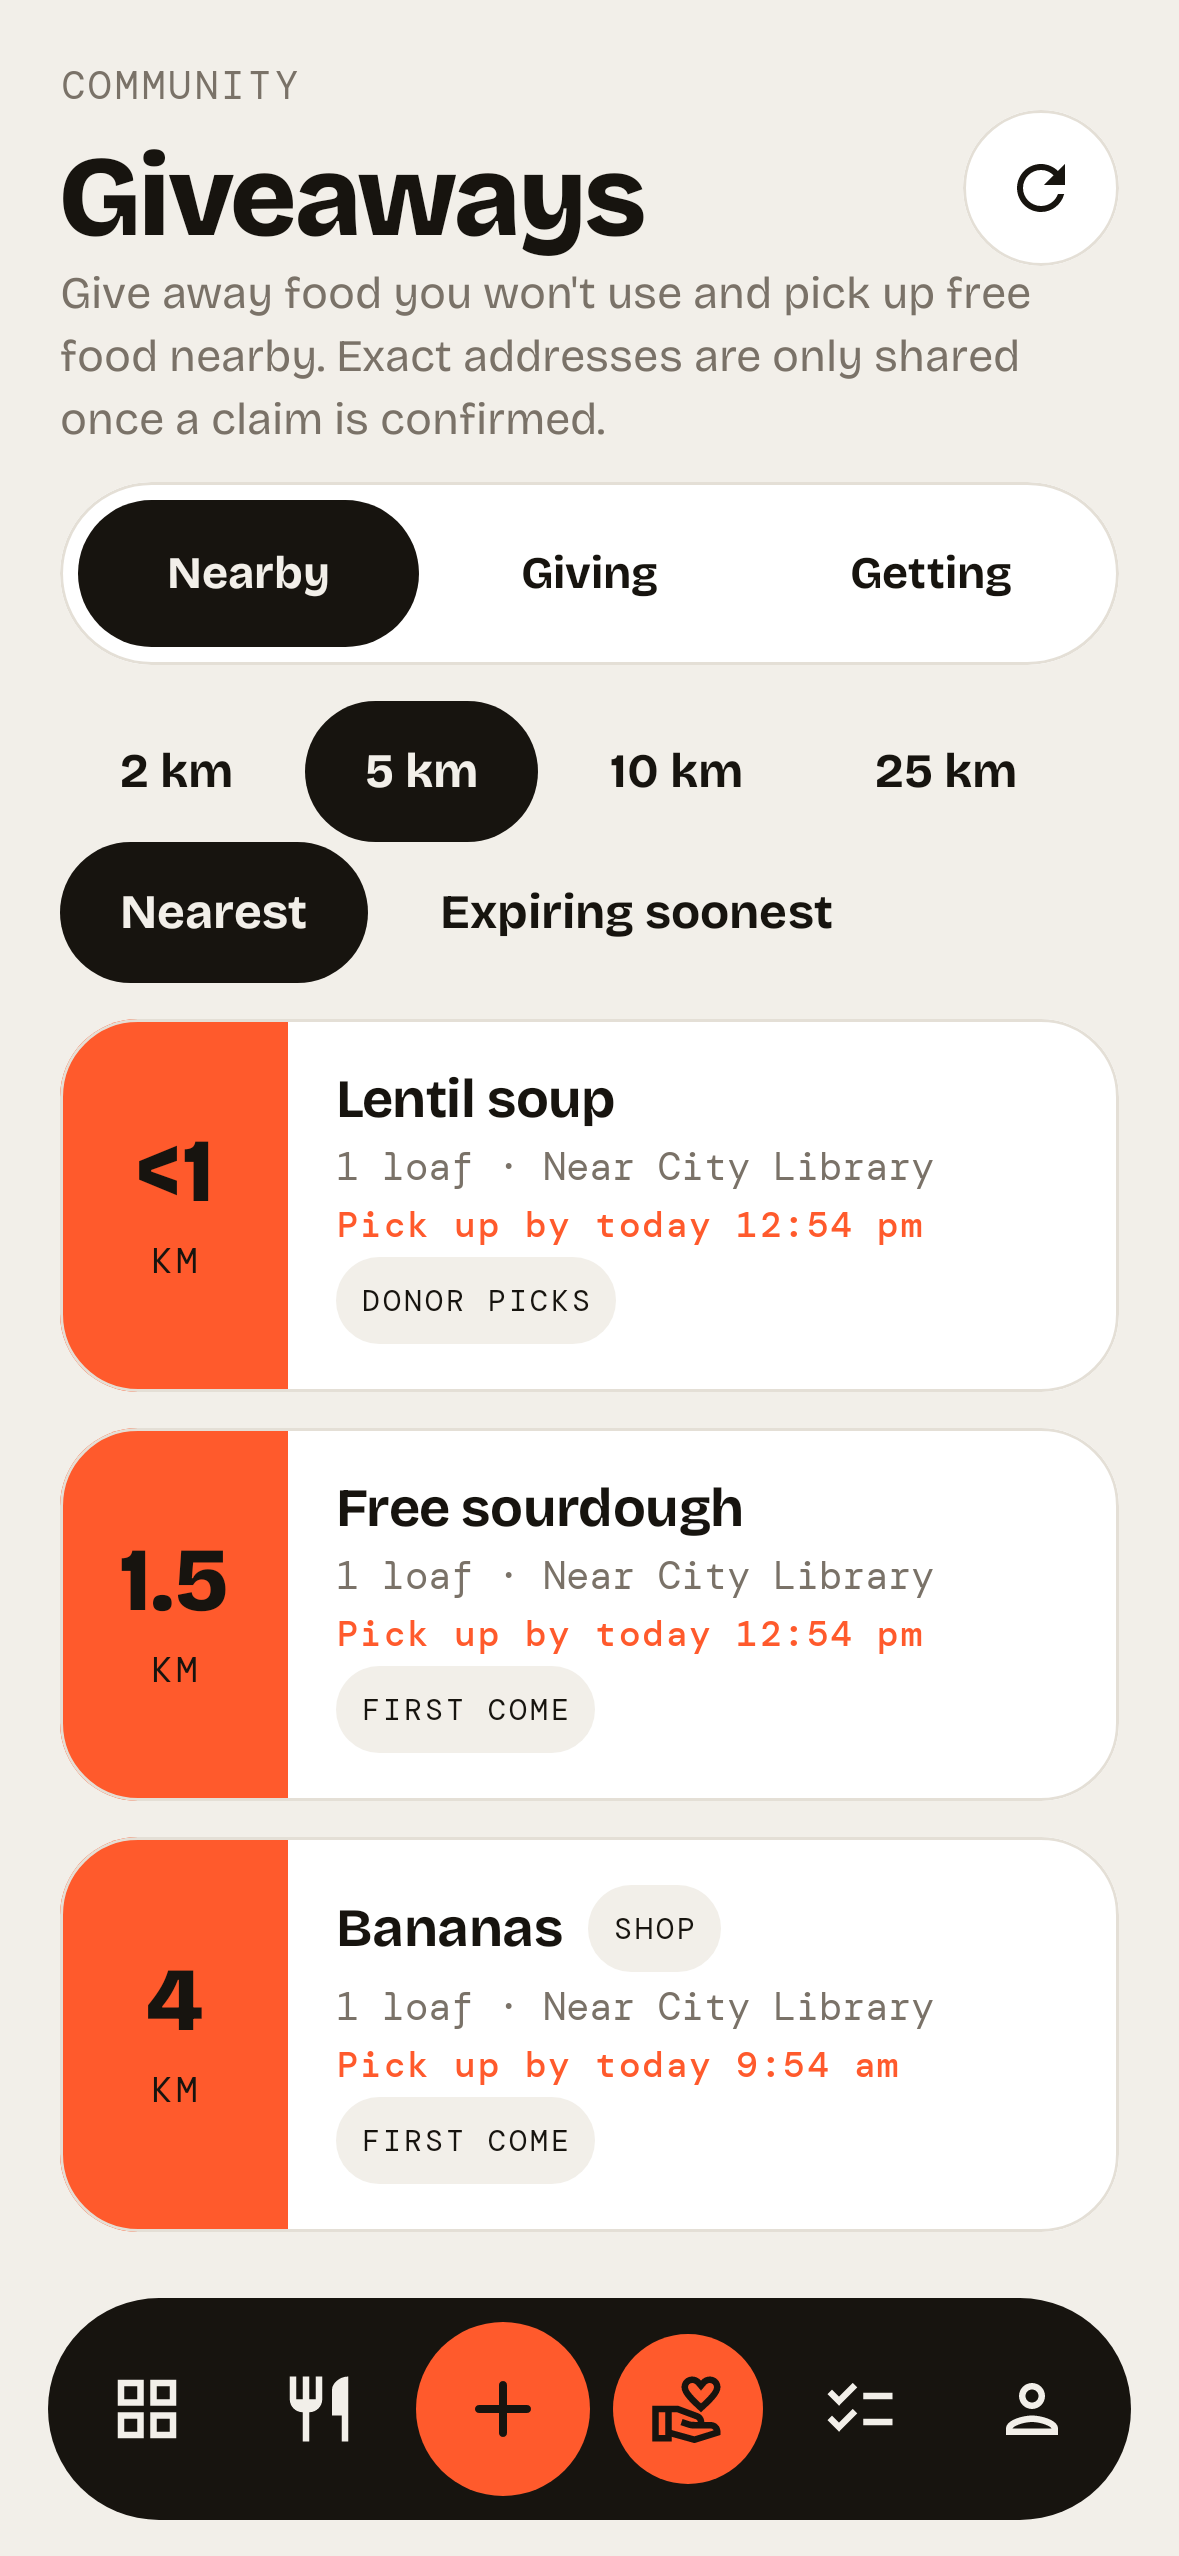 COMMUNITY
Giveaways
Give away food you won't use and pick up free
food nearby. Exact addresses are only shared
once a claim is confirmed.
Nearby Giving Getting
2 km 5 km 10 km 25 km
Nearest Expiring soonest
<1
KM
Lentil soup
1 loaf · Near City Library
Pick up by today 12:54 pm
DONOR PICKS
1.5
KM
Free sourdough
1 loaf · Near City Library
Pick up by today 12:54 pm
FIRST COME
4
KM
Bananas SHOP
1 loaf · Near City Library
Pick up by today 9:54 am
FIRST COME